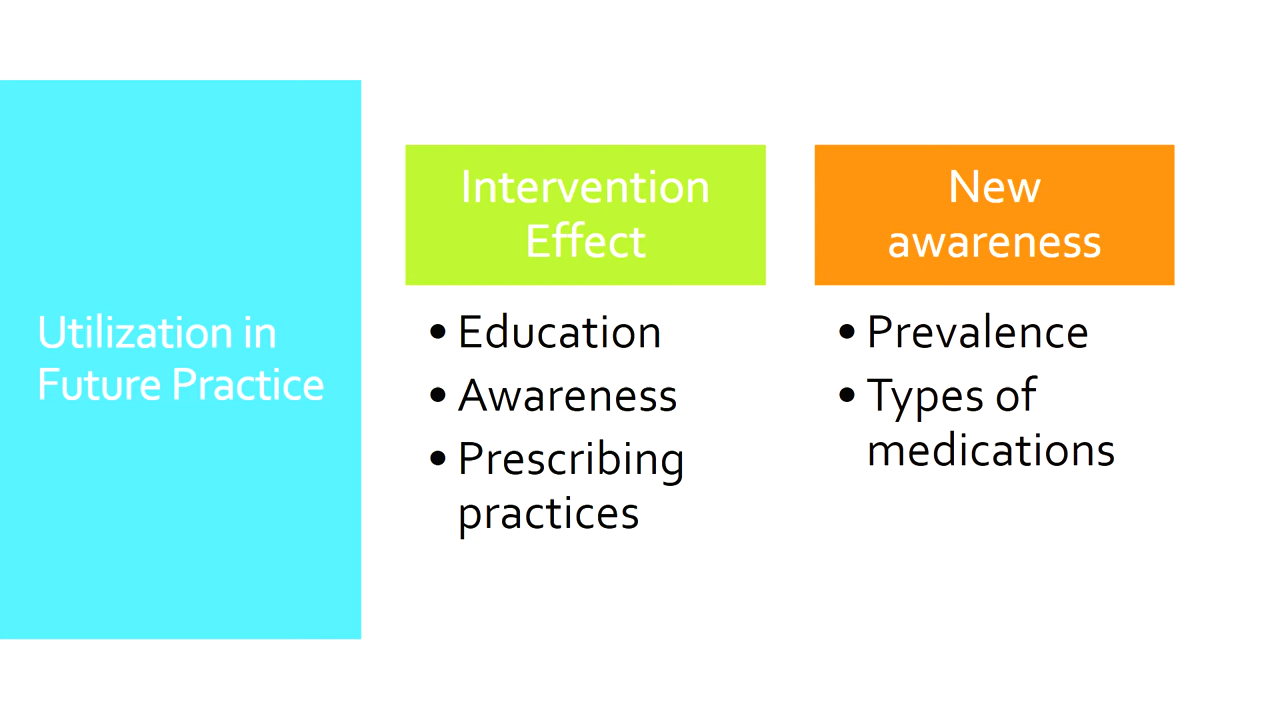 Utilization in
Future Practice
Intervention
Effect
• Education
• Awareness
• Prescribing
practices
New
awareness
• Prevalence
• Types of
medications